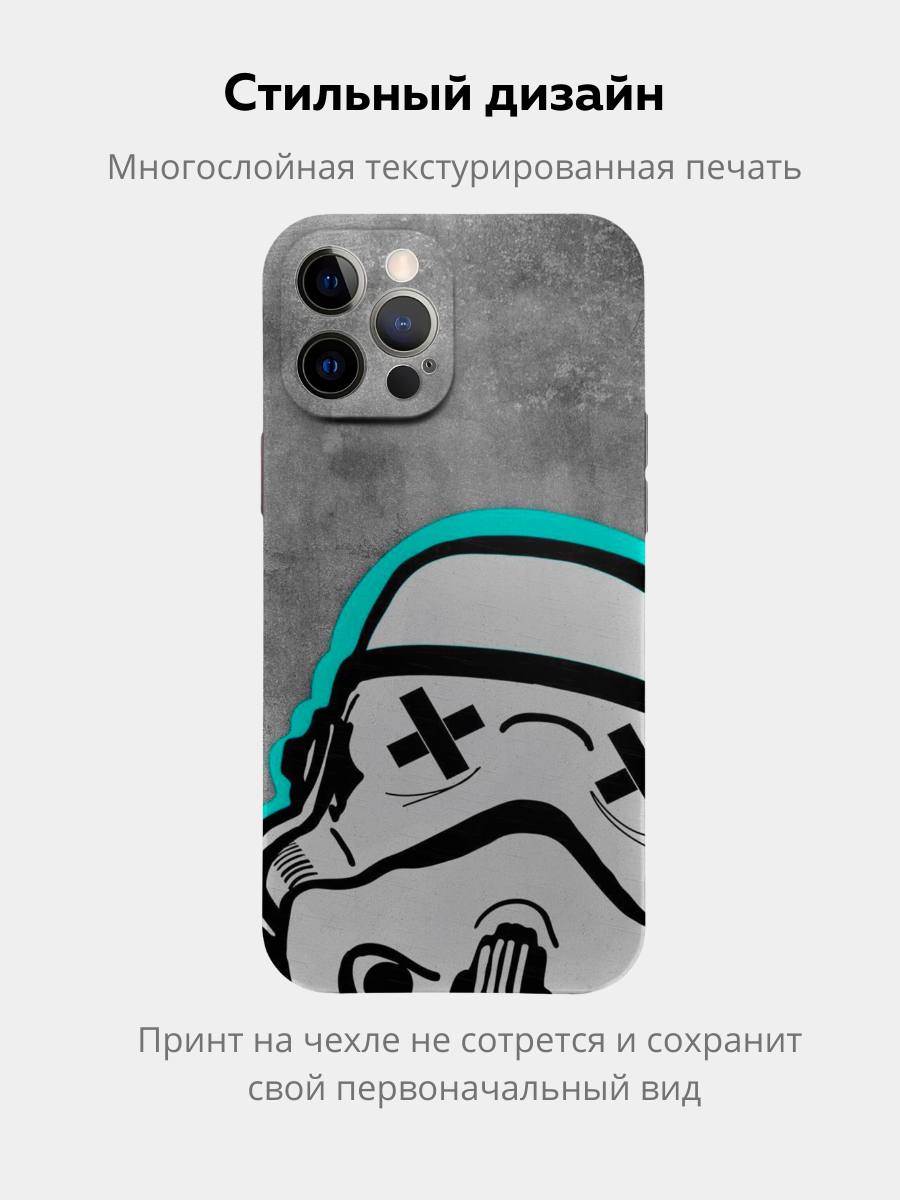 Стильный дизайн
Многослойная текстурированная печать
Принт на чехле не сотрется и сохранит
свой первоначальный вид